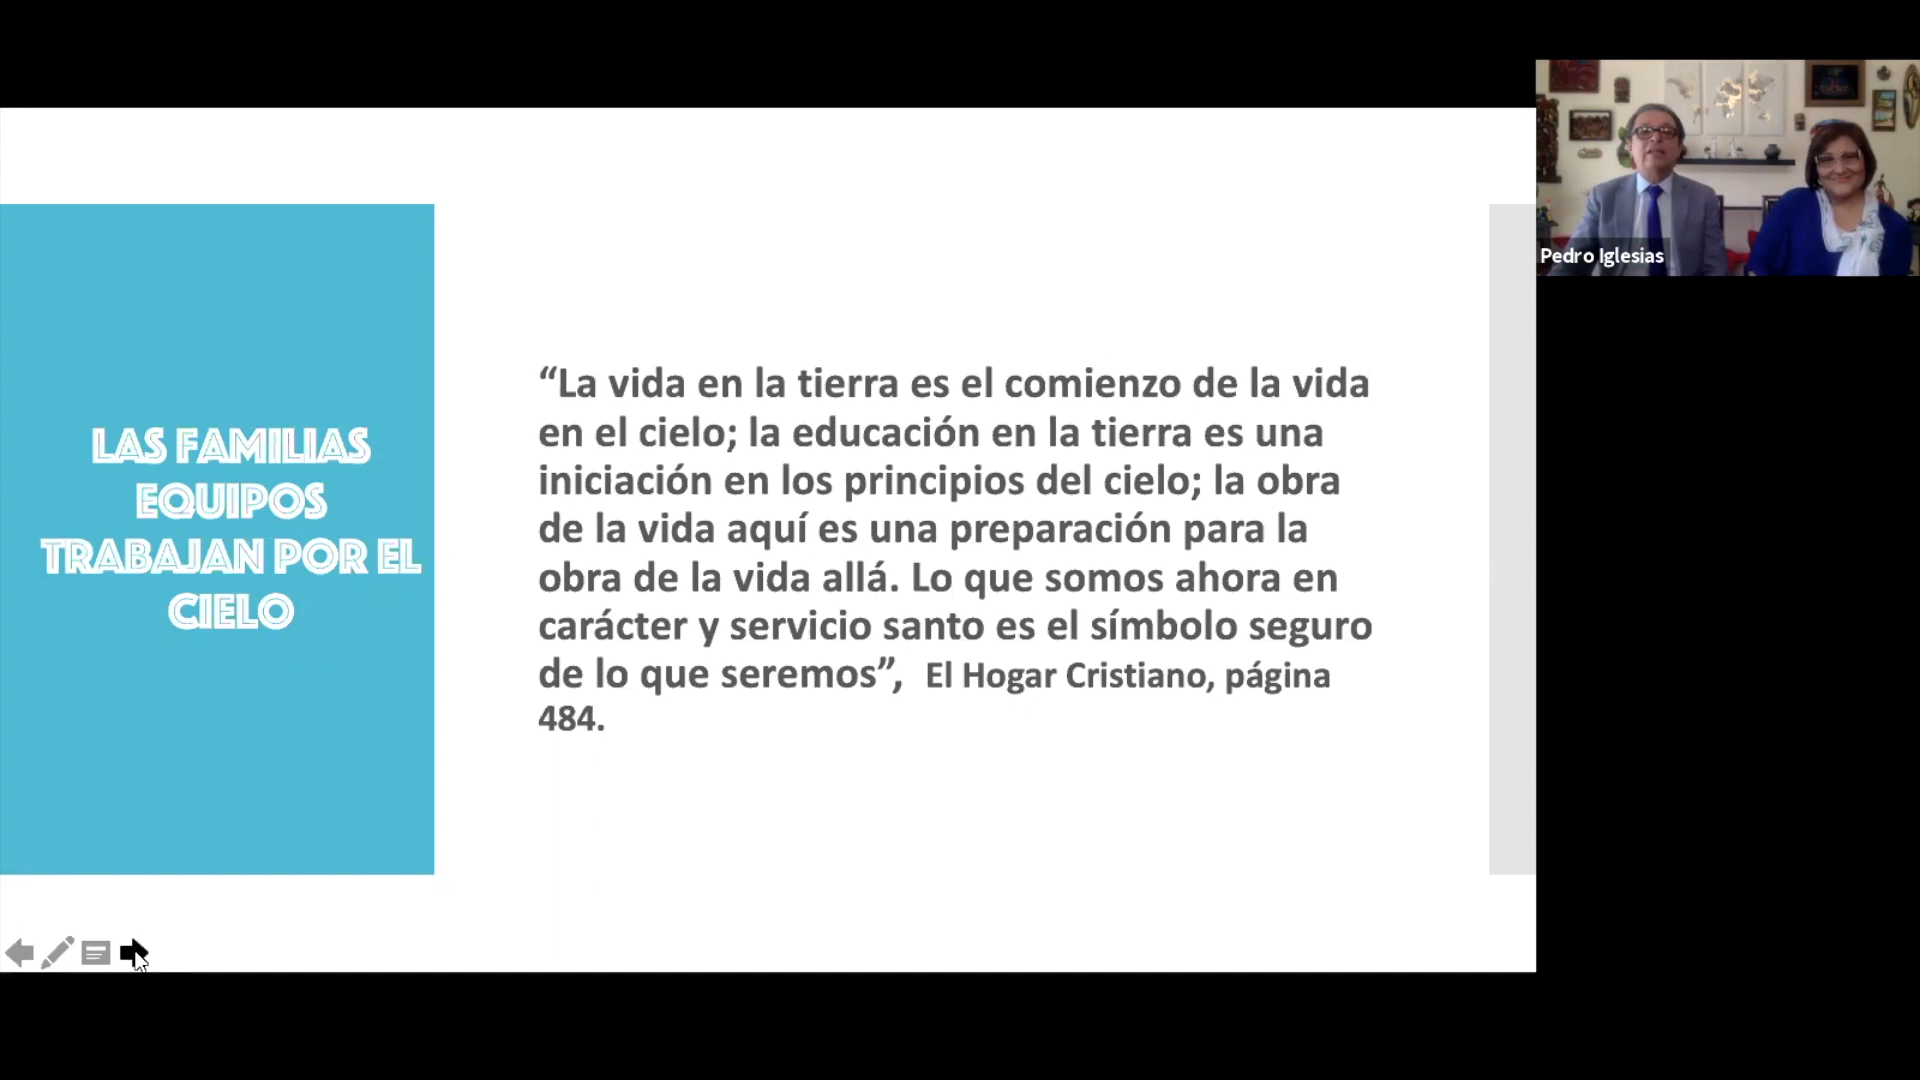 LAS FAMILIAS
EQUIPOS
TRABAJAN POR EL
CIELO
“La vida en la tierra es el comienzo de la vida
en el cielo; la educación en la tierra es una
iniciación en los principios del cielo; la obra
de la vida aquí es una preparación para la
obra de la vida allá. Lo que somos ahora en
carácter y servicio santo es el símbolo seguro
de lo que seremos”,  El Hogar Cristiano, página
484.
Pedro Iglesias